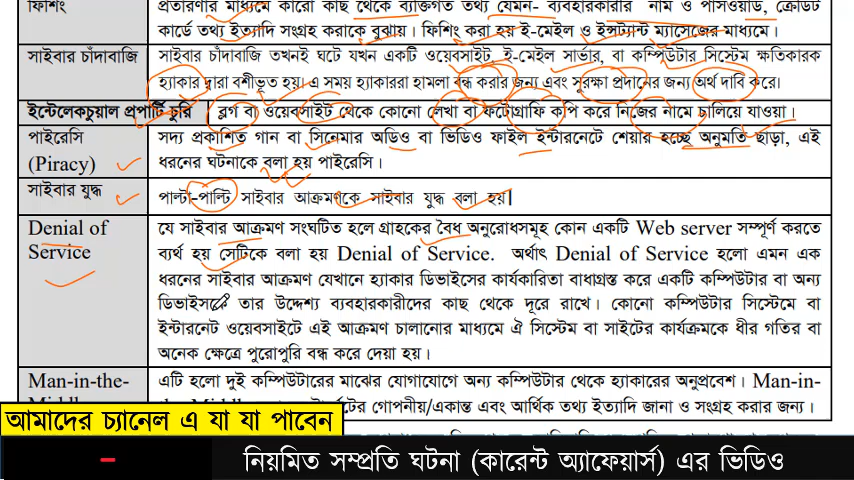 ফিশিং প্রতারণার মাধ্যমে কারো কাছ থেকে ব্যক্তিগত তথ্য যেমন- ব্যবহারকারীর নাম ও পাসওয়ার্ড, ক্রেডিট
কার্ডে তথ্য ইত্যাদি সংগ্রহ করাকে বুঝায়। ফিশিং করা হয় ই-মেইল ও ইন্সট্যান্ট ম্যাসেজের মাধ্যমে।
সাইবার চাঁদাবাজি সাইবার চাঁদাবাজি তখনই ঘটে যখন একটি ওয়েবসাইট, ই-মেইল সার্ভার, বা কম্পিউটার সিস্টেম ক্ষতিকারক
হ্যাকার দ্বারা বশীভূত হয়। এ সময় হ্যাকাররা হামলা বন্ধ করার জন্য এবং সুরক্ষা প্রদানের জন্য অর্থ দাবি করে।
ইন্টেলেকচুয়াল প্রপার্টি চুরি ব্লগ বা ওয়েবসাইট থেকে কোনো লেখা বা ফটোগ্রাফি কপি করে নিজের নামে চালিয়ে যাওয়া।
পাইরেসি সদ্য প্রকাশিত গান বা সিনেমার অডিও বা ভিডিও ফাইল ইন্টারনেটে শেয়ার হচ্ছে অনুমতি ছাড়া, এই
(Piracy) ধরনের ঘটনাকে বলা হয় পাইরেসি।
সাইবার যুদ্ধ পাল্টা-পাল্টি সাইবার আক্রমণকে সাইবার যুদ্ধ বলা হয়।
Denial of যে সাইবার আক্রমণ সংঘটিত হলে গ্রাহকের বৈধ অনুরোধসমূহ কোন একটি Web server সম্পূর্ণ করতে
Service ব্যর্থ হয় সেটিকে বলা হয় Denial of Service. অর্থাৎ Denial of Service হলো এমন এক
ধরনের সাইবার আক্রমণ যেখানে হ্যাকার ডিভাইসের কার্যকারিতা বাধাগ্রস্ত করে একটি কম্পিউটার বা অন্য
তার উদ্দেশ্য ব্যবহারকারীদের কাছ থেকে দূরে রাখে। কোনো কম্পিউটার সিস্টেমে বা
ইন্টারনেট ওয়েবসাইটে এই আক্রমণ চালানোর মাধ্যমে ঐ সিস্টেম বা সাইটের কার্যক্রমকে ধীর গতির বা
অনেক ক্ষেত্রে পুরোপুরি বন্ধ করে দেয়া হয়।
Man-in-the- এটি হলো দুই কম্পিউটারের মাঝের যোগাযোগে অন্য কম্পিউটার থেকে হ্যাকারের অনুপ্রবেশ। Man-in-
গোপনীয়/একান্ত এবং আর্থিক তথ্য ইত্যাদি জানা ও সংগ্রহ করার জন্য।
আমাদের চ্যানেল এ যা যা পাবেন
নিয়মিত সম্প্রতি ঘটনা (কারেন্ট অ্যাফেয়ার্স) এর ভিডিও